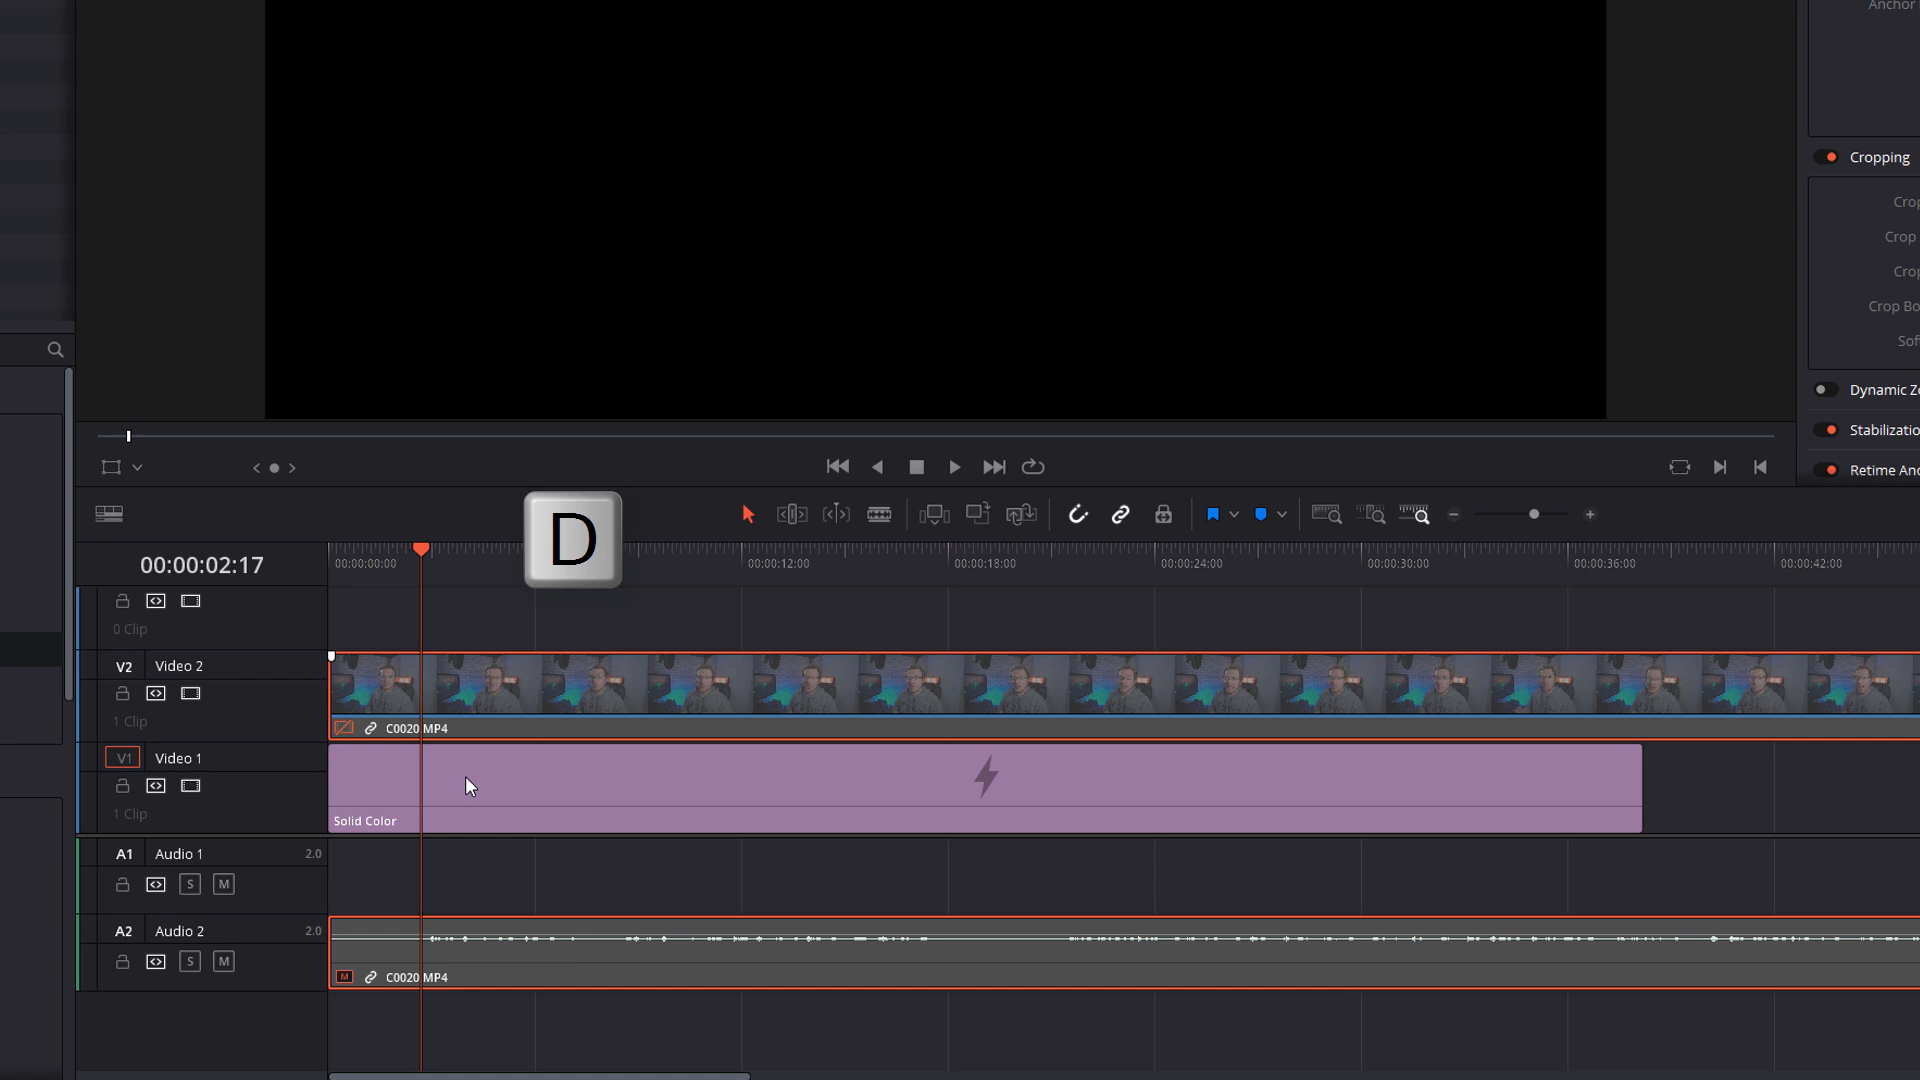 Anchor
Cropping
Crop
Crop
Crop
Crop Bo
Sof
Dynamic Zo
Stabilizatio
Retime And
D
00:00:02:17
00:00:00:00
00:00:12:00
00:00:18:00
00:00:24:00
00:00:30:00
00:00:36:00
00:00:42:00
0 Clip
V2
Video 2
1 Clip
C0020.MP4
V1
Video 1
1 Clip
Solid Color
A1
Audio 1
2.0
S
M
A2
Audio 2
2.0
S
M
M
C0020.MP4